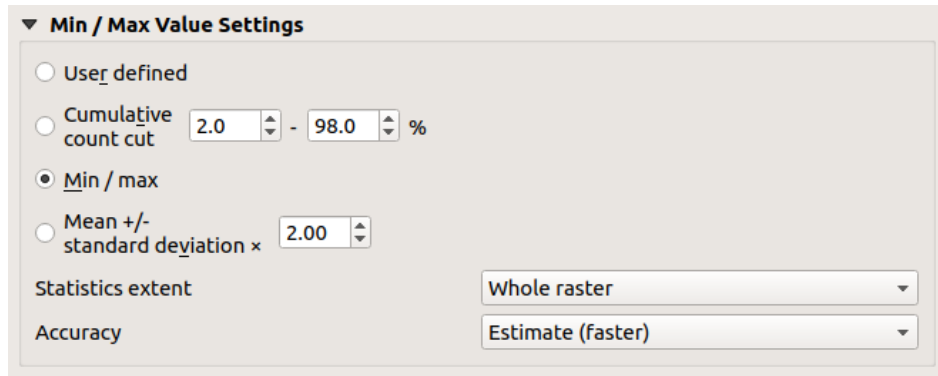 Min / Max Value Settings
User defined
Cumulative
count cut 2.0 - 98.0 %
Min / max
Mean +/-
standard deviation × 2.00
Statistics extent Whole raster
Accuracy Estimate (faster)